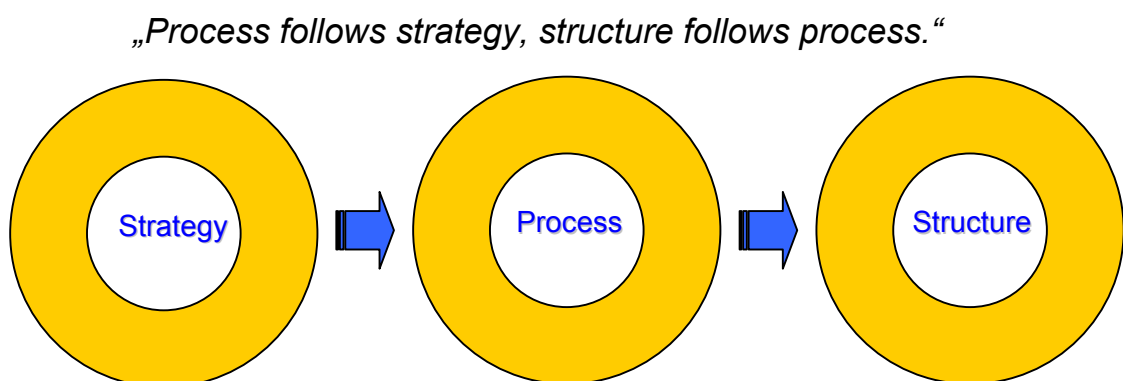 „Process follows strategy, structure follows process.“
Strategy
Process
Structure